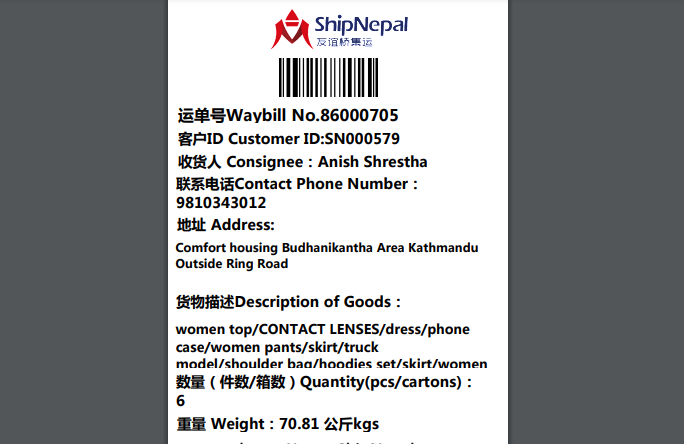 ShipNepal
友谊桥集运
运单号Waybill No.86000705
客户ID Customer ID:SN000579
收货人 Consignee：Anish Shrestha
联系电话Contact Phone Number：
9810343012
地址 Address:
Comfort housing Budhanikantha Area Kathmandu
Outside Ring Road
货物描述Description of Goods：
women top/CONTACT LENSES/dress/phone
case/women pants/skirt/truck
model/shoulder bag/hoodies set/skirt/women
数量（件数/箱数）Quantity(pcs/cartons)：
6
重量 Weight：70.81 公斤kgs